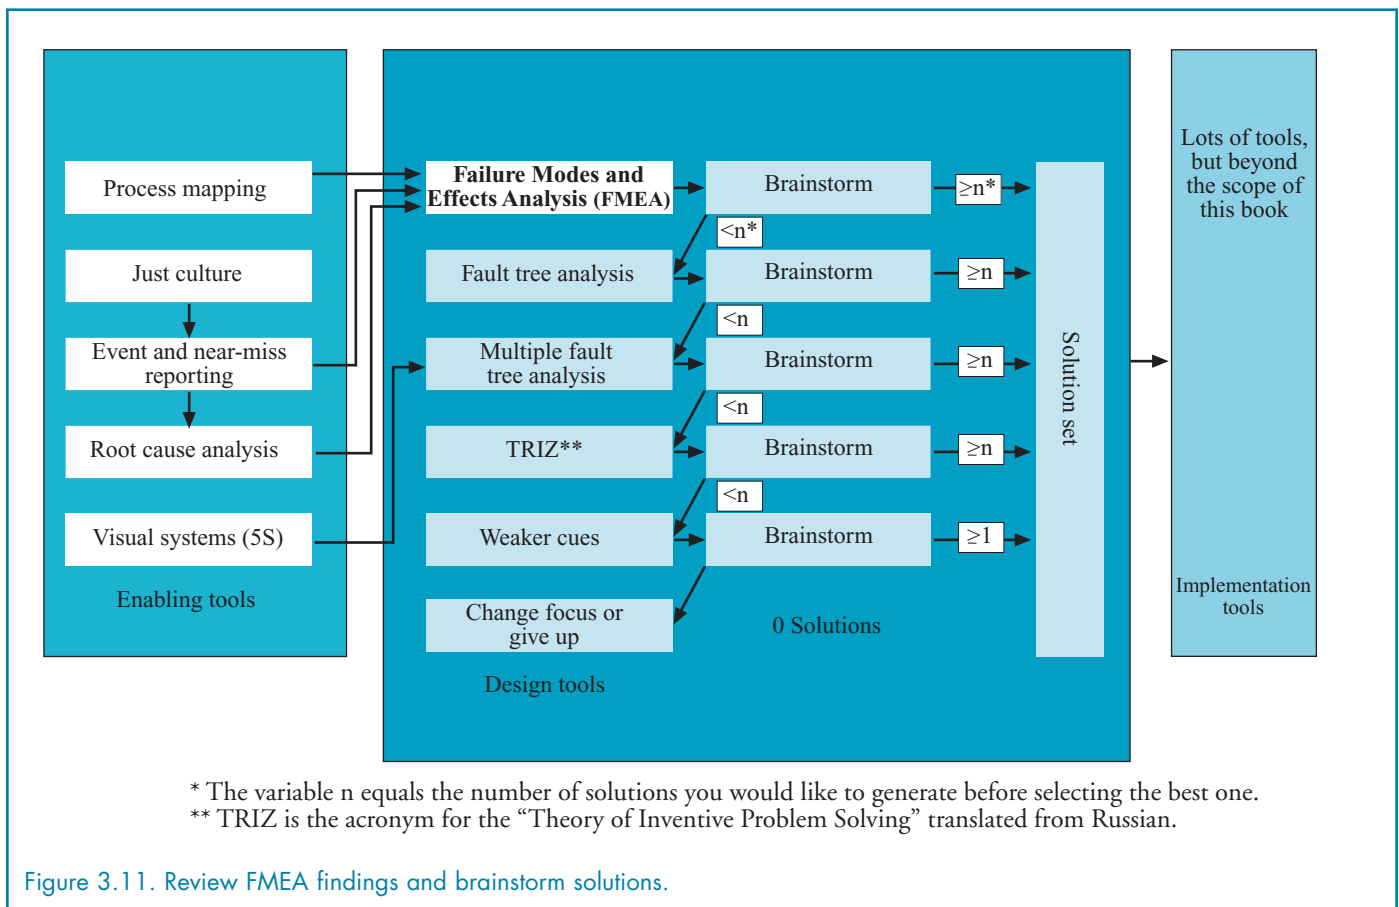 Process mapping
Just culture
Event and near-miss
reporting
Root cause analysis
Visual systems (5S)
Enabling tools
Failure Modes and
Effects Analysis (FMEA)
Brainstorm
≥n*
<n*
Fault tree analysis
Brainstorm
≥n
<n
Multiple fault
tree analysis
Brainstorm
≥n
<n
TRIZ**
Brainstorm
≥n
<n
Weaker cues
Brainstorm
≥1
Change focus or
give up
0 Solutions
Design tools
Solution set
Lots of tools,
but beyond
the scope of
this book
Implementation
tools
* The variable n equals the number of solutions you would like to generate before selecting the best one.
** TRIZ is the acronym for the “Theory of Inventive Problem Solving” translated from Russian.
Figure 3.11. Review FMEA findings and brainstorm solutions.